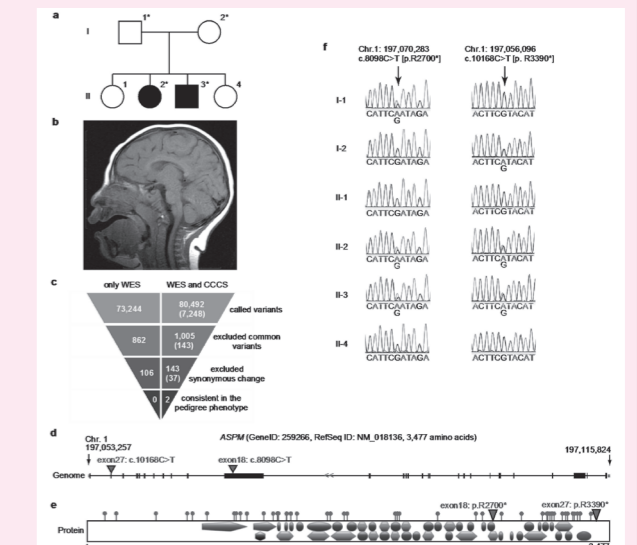 a
1*
2*
I
II
1
2*
3*
4
b
c
only WES
WES and CCCS
73,244
80,492
(7,248)
called variants
862
1,005
(143)
excluded common
variants
106
143
(37)
excluded
synonymous change
0
2
consistent in the
pedigree phenotype
f
Chr.1: 197,070,283
c.8098C>T [p.R2700*]
Chr.1: 197,056,096
c.10168C>T [p. R3390*]
I-1
CATTCAATAGA
G
ACTTCGTACAT
I-2
CATTCGATAGA
ACTTCATACAT
G
II-1
CATTCGATAGA
ACTTCGTACAT
II-2
CATTCAATAGA
G
ACTTCATACAT
G
II-3
CATTCAATAGA
G
ACTTCATACAT
G
II-4
CATTCGATAGA
ACTTCGTACAT
d
Chr. 1
197,053,257
ASPM (GeneID: 259266, RefSeq ID: NM_018136, 3,477 amino acids)
197,115,824
exon27: c.10168C>T
exon18: c.8098C>T
Genome
<<
e
exon18: p.R2700*
exon27: p.R3390*
Protein